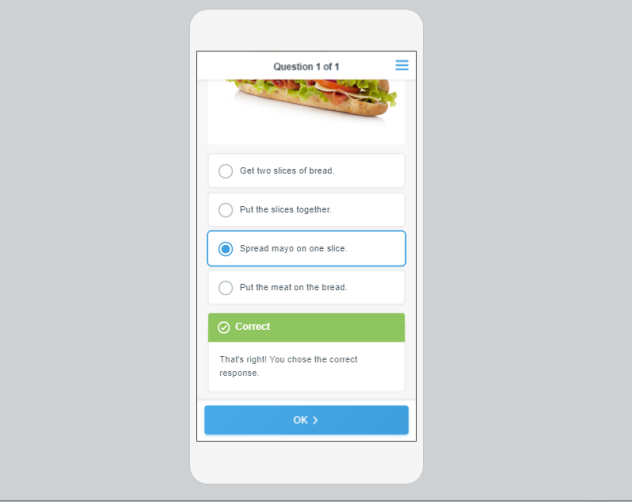 Question 1 of 1
Get two slices of bread.
Put the slices together.
Spread mayo on one slice.
Put the meat on the bread.
Correct
That's right! You chose the correct
response.
OK